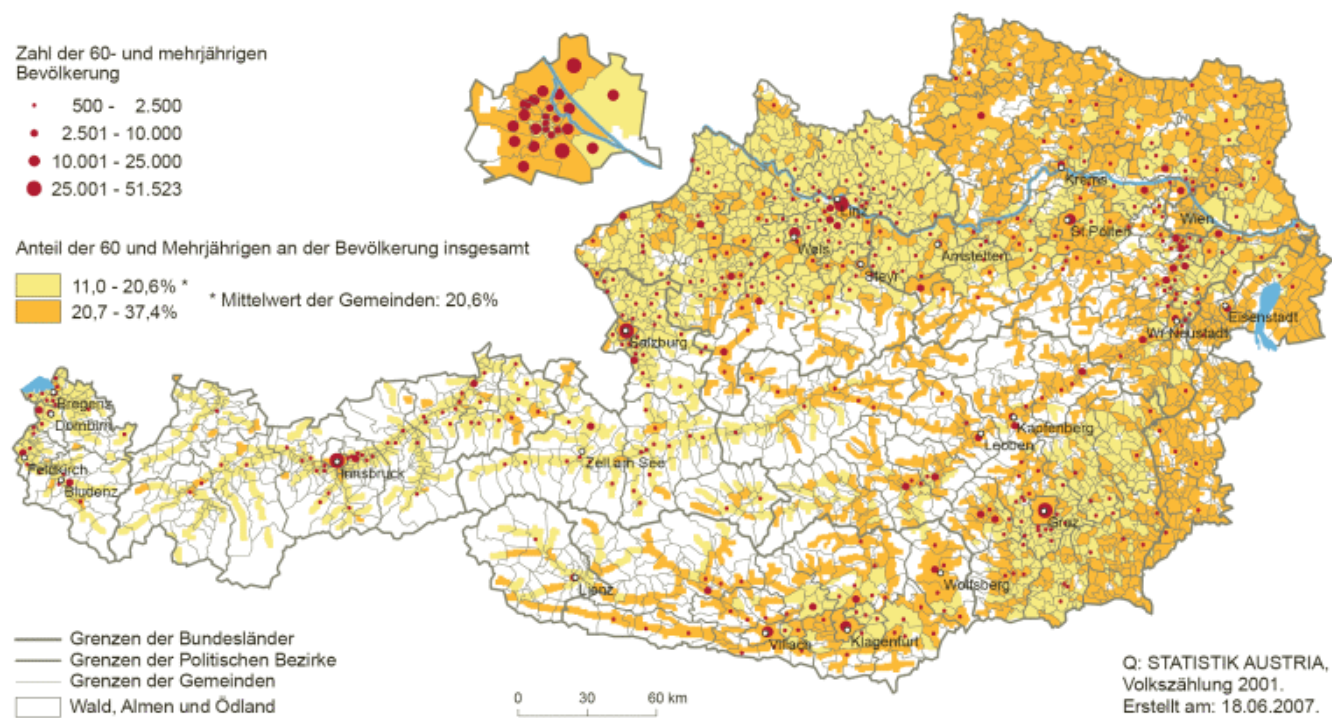 Zahl der 60- und mehrjährigen
Bevölkerung
500 - 2.500
2.501 - 10.000
10.001 - 25.000
25.001 - 51.523
Anteil der 60 und Mehrjährigen an der Bevölkerung insgesamt
11,0 - 20,6% *
* Mittelwert der Gemeinden: 20,6%
20,7 - 37,4%
Krems
Linz
Wien
St.Pölten
Wels
Amstetten
Steyr
Eisenstadt
Wr.Neustadt
Salzburg
Bregenz
Dornbirn
Kapfenberg
Leoben
Feldkirch
Innsbruck
Zell am See
Bludenz
Graz
Lienz
Wolfsberg
Villach
Klagenfurt
Grenzen der Bundesländer
Grenzen der Politischen Bezirke
Grenzen der Gemeinden
Wald, Almen und Ödland
0 30 60 km
Q: STATISTIK AUSTRIA,
Volkszählung 2001.
Erstellt am: 18.06.2007.